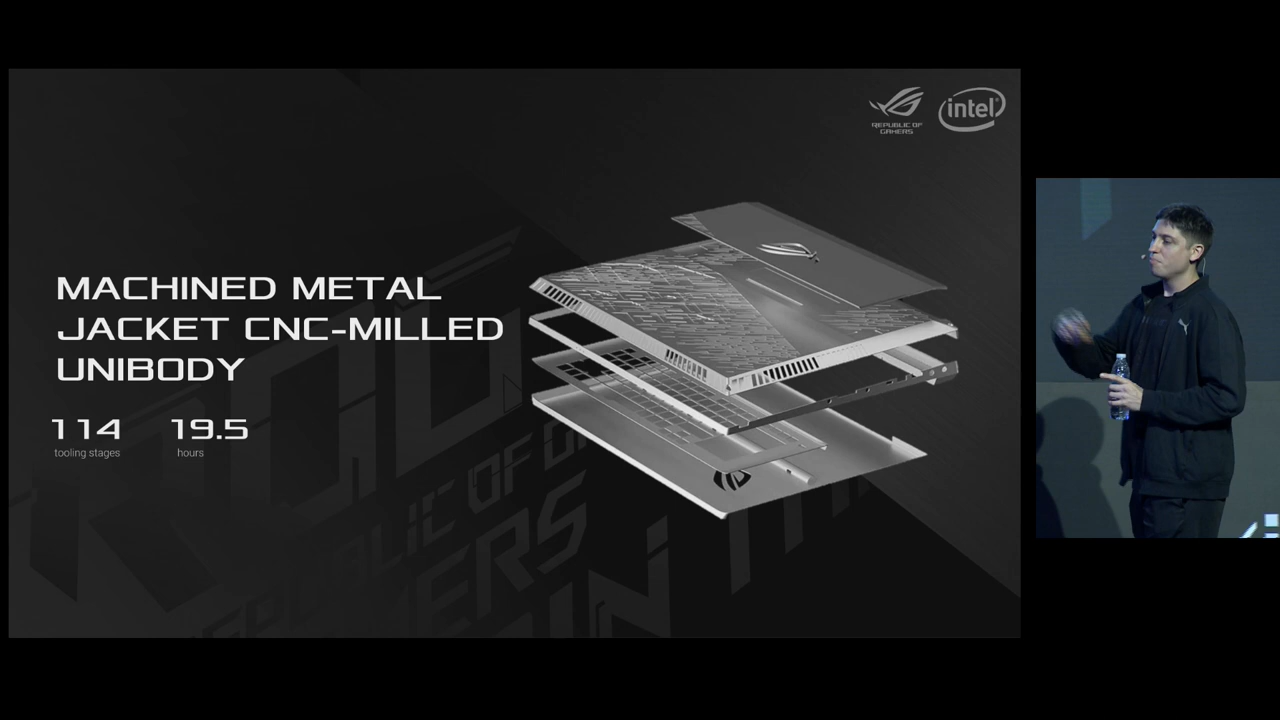 REPUBLIC OF
GAMERS
intel
MACHINED METAL
JACKET CNC-MILLED
UNIBODY
114 19.5
tooling stages hours